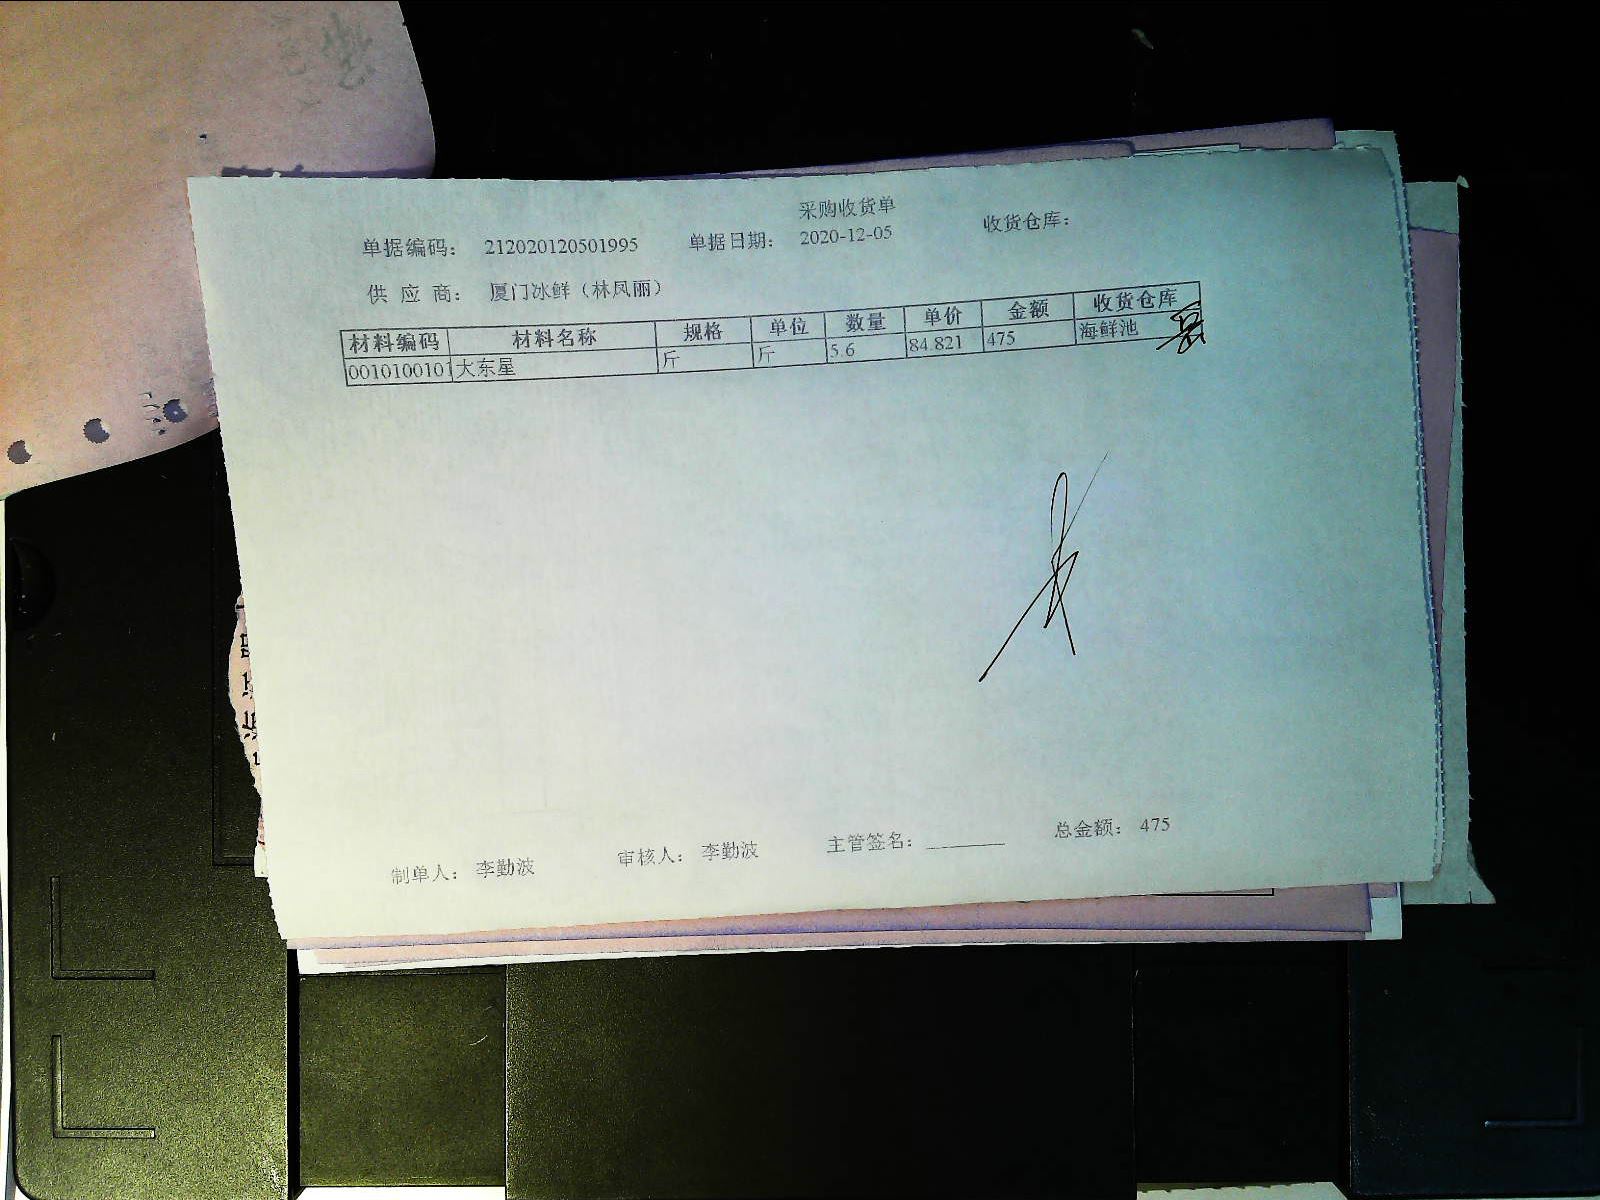 采购收货单
单据编码： 212020120501995 单据日期： 2020-12-05 收货仓库：
供 应 商： 厦门冰鲜（林凤丽）
材料编码 材料名称 规格 单位 数量 单价 金额 收货仓库
0010100101 大东星 斤 斤 5.6 84.821 475 海鲜池
制单人： 李勤波 审核人： 李勤波 主管签名： 总金额： 475